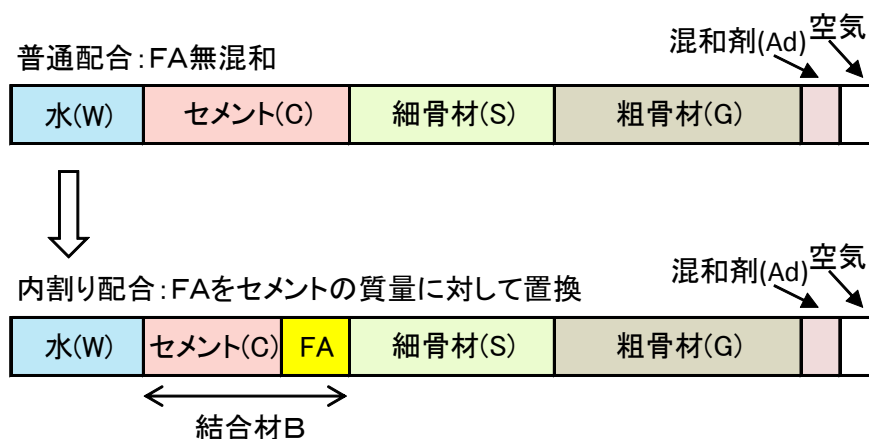 混和剤(Ad) 空気
普通配合:FA無混和
水(W) セメント(C) 細骨材(S) 粗骨材(G)
混和剤(Ad) 空気
内割り配合:FAをセメントの質量に対して置換
水(W) セメント(C) FA 細骨材(S) 粗骨材(G)
結合材B